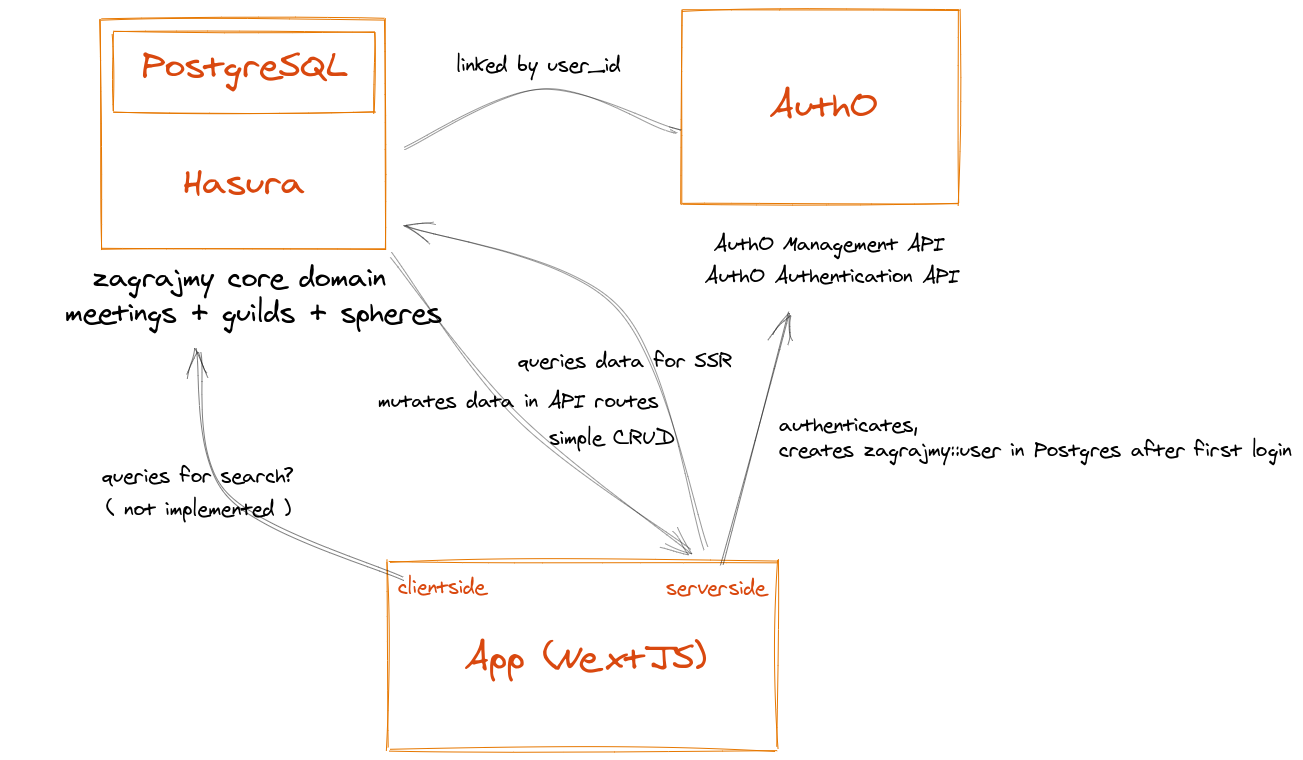 PostgreSQL
Hasura
linked by user_id
Auth0
zagrajmy core domain
meetings + guilds + spheres
Auth0 Management API
Auth0 Authentication API
queries data for SSR
mutates data in API routes
simple CRUD
authenticates,
creates zagrajmy::user in Postgres after first login
queries for search?
( not implemented )
clientside
serverside
App (NextJS)